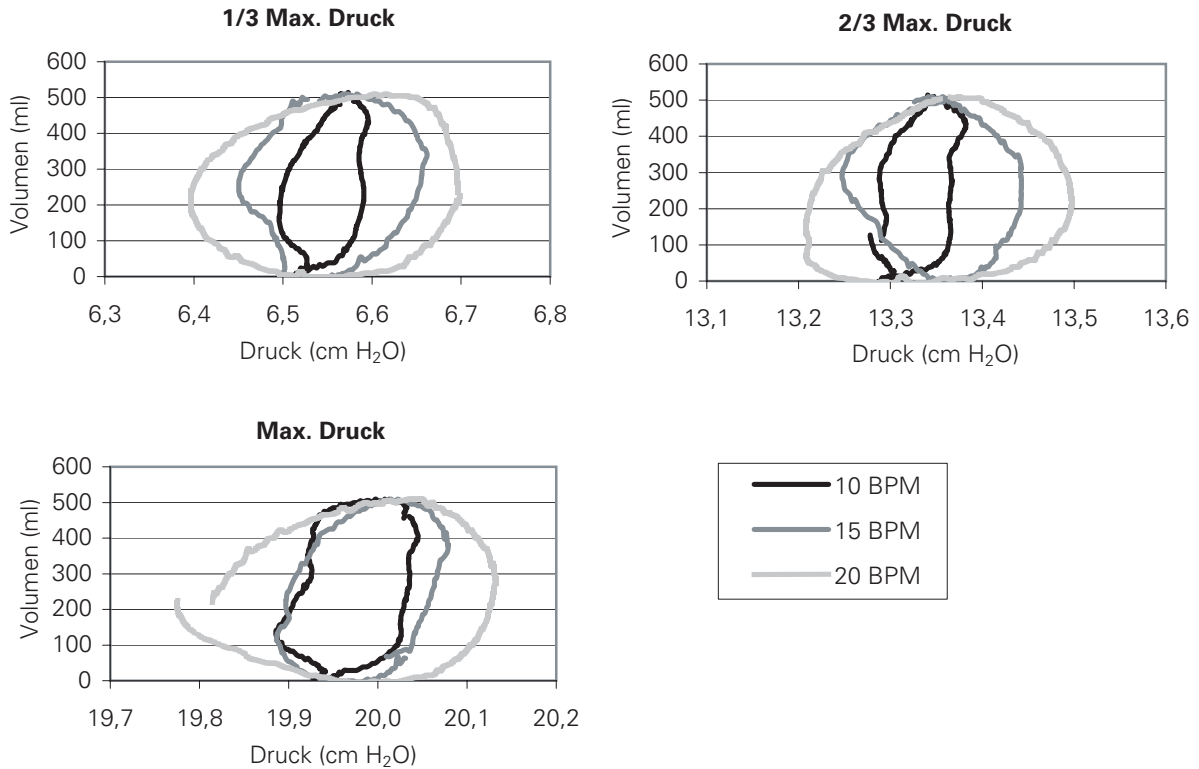 1/3 Max. Druck
600
500
400
300
200
100
0
Volumen (ml)
6,3 6,4 6,5 6,6 6,7 6,8
Druck (cm H₂O)
2/3 Max. Druck
600
500
400
300
200
100
0
Volumen (ml)
13,1 13,2 13,3 13,4 13,5 13,6
Druck (cm H₂O)
Max. Druck
600
500
400
300
200
100
0
Volumen (ml)
19,7 19,8 19,9 20,0 20,1 20,2
Druck (cm H₂O)
10 BPM
15 BPM
20 BPM